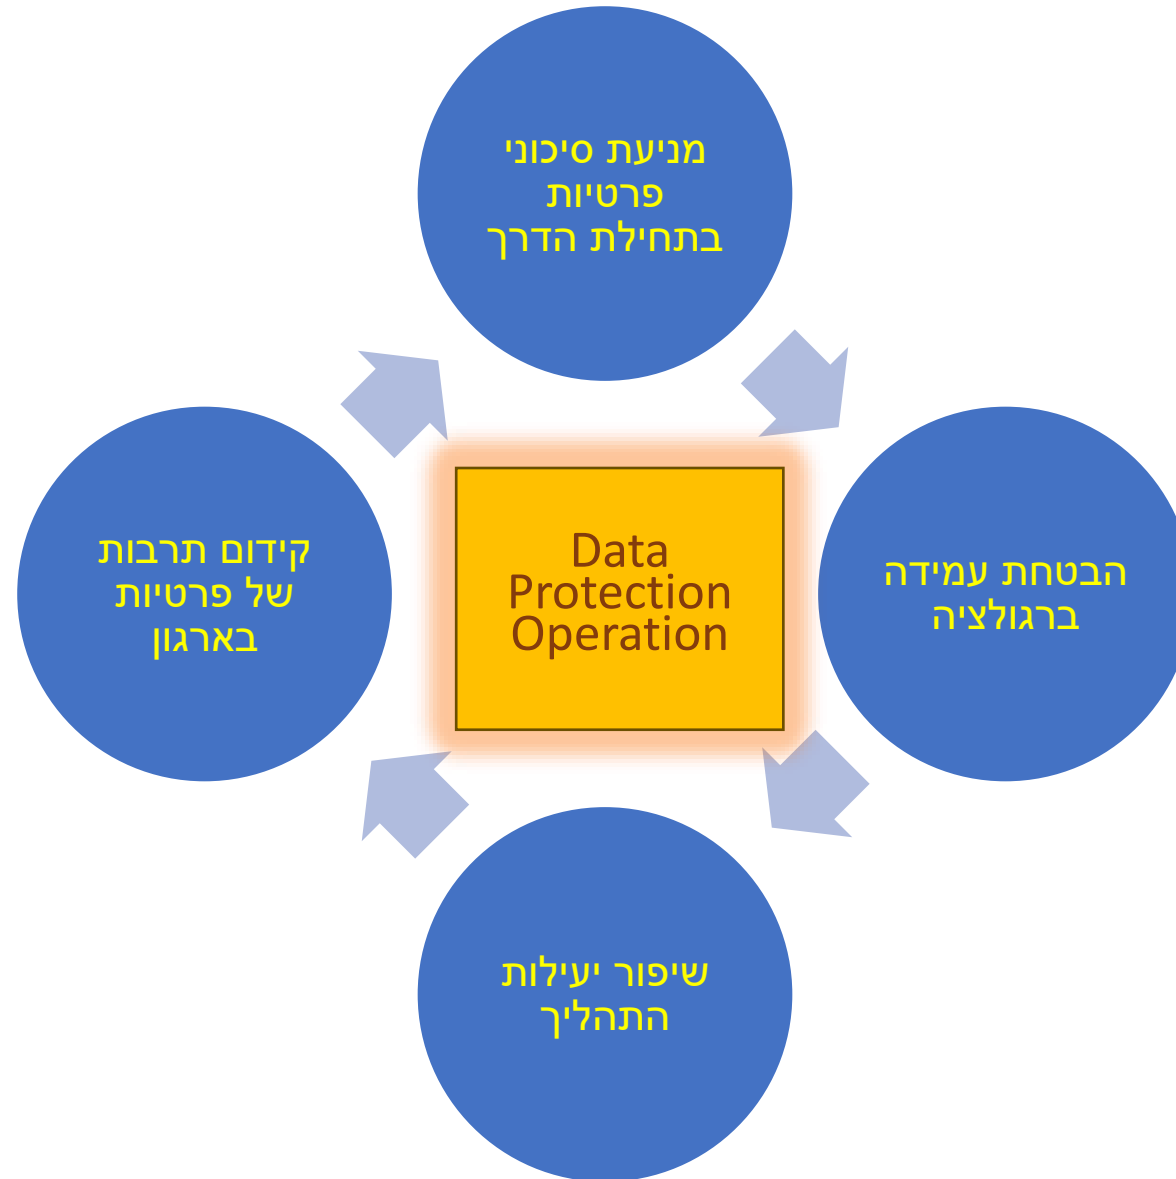 מניעת סיכוני
פרטיות
בתחילת הדרך
הבטחת עמידה
ברגולציה
שיפור יעילות
התהליך
קידום תרבות
של פרטיות
בארגון
Data
Protection
Operation